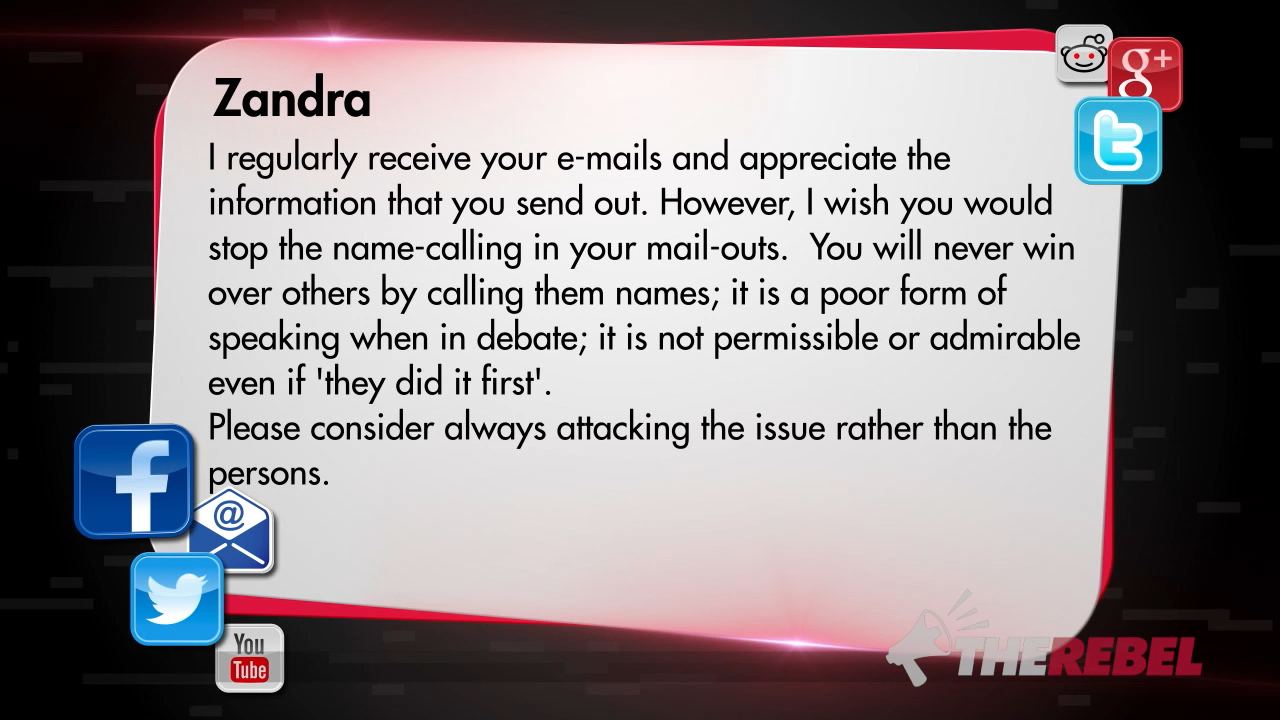 Zandra
I regularly receive your e-mails and appreciate the
information that you send out. However, I wish you would
stop the name-calling in your mail-outs.  You will never win
over others by calling them names; it is a poor form of
speaking when in debate; it is not permissible or admirable
even if 'they did it first'.
Please consider always attacking the issue rather than the
persons.
g+
t
f
@
You
Tube
THEREBEL